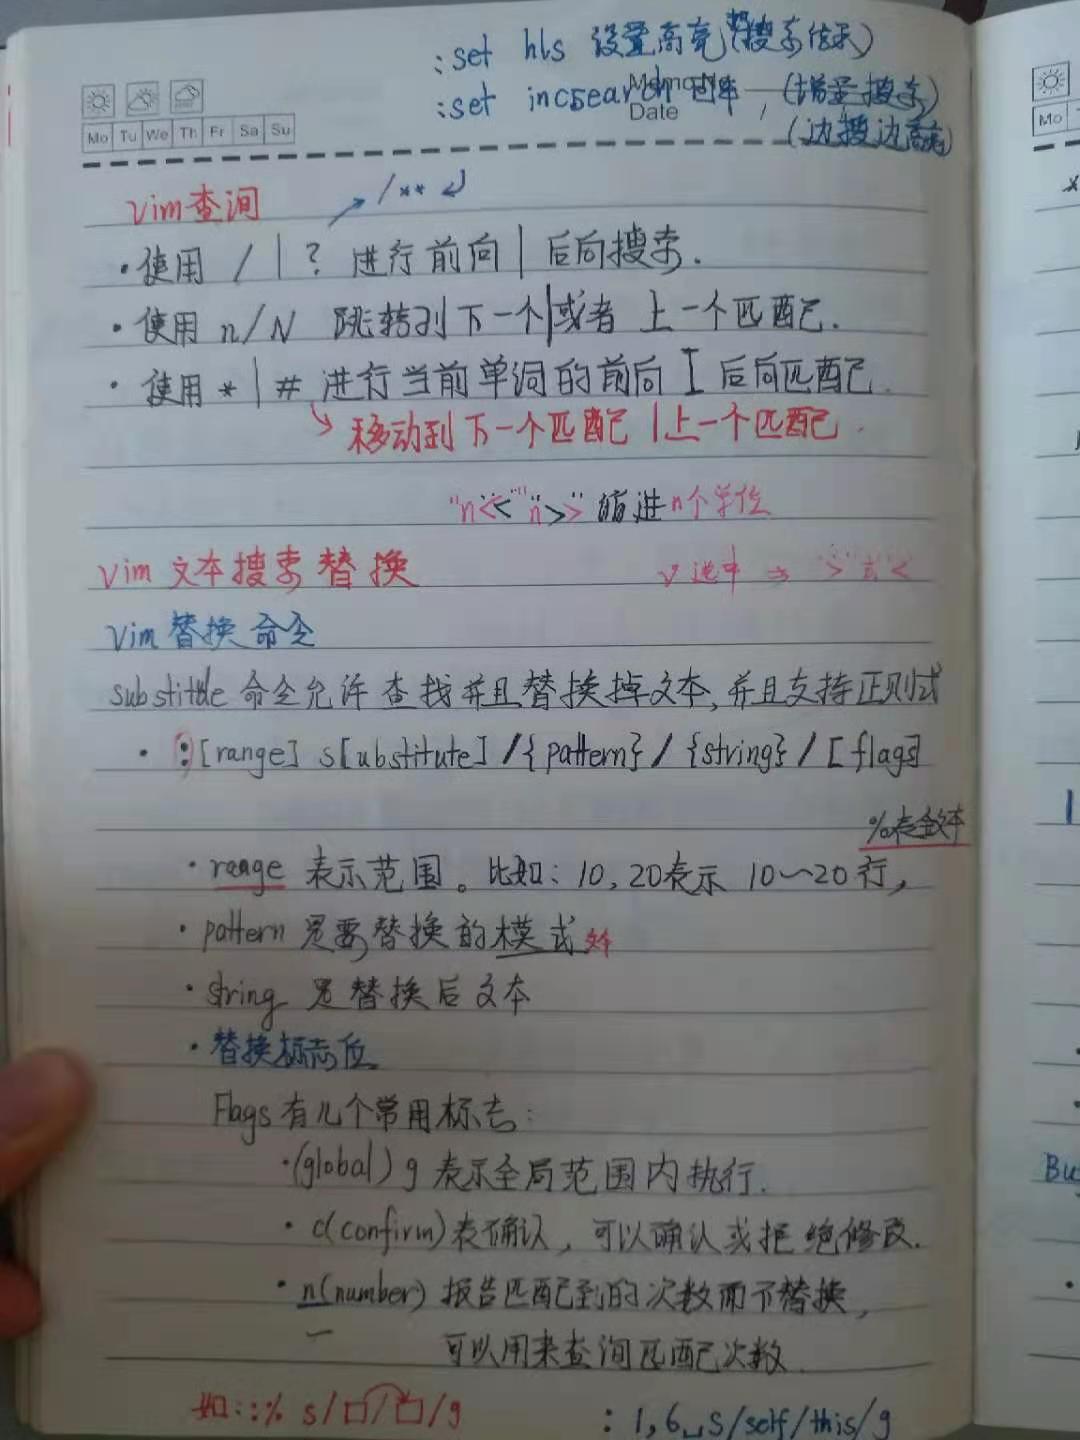 :set hls 设置高亮(搜索结果)
:set incsearch (增量搜索)
Memo No.
Date
(边搜边高亮)
Mo Tu We Th Fr Sa Su
Mo
Vim查询
/** ↲
·使用 / | ? 进行前向 | 后向搜索.
·使用 n/N 跳转到下一个|或者 上一个匹配.
·使用 * | # 进行当前单词的前向 | 后向匹配.
移动到下一个匹配 | 上一个匹配.
"n<<" "n>>" 缩进n个单位
Vim 文本搜索替换
v 选中 ⇒ ">" 或 "<"
Vim 替换命令
substitute 命令允许 查找并且替换掉文本,并且支持正则式
· :[range] s[ubstitute] /{pattern} / {string} / [flags]
%表全文本
·range 表示范围。比如: 10,20表示 10~20行,
·pattern 是要替换的模式
·string 是替换后文本
·替换标志位
Flags 有几个常用标志:
·(global) g 表示全局范围内执行.
·c(confirm)表确认, 可以确认或拒绝修改.
·n(number) 报告匹配到的次数而不替换,
可以用来查询匹配次数
如::% s/□/□/g
:1,6␣s/self/this/g
Bu